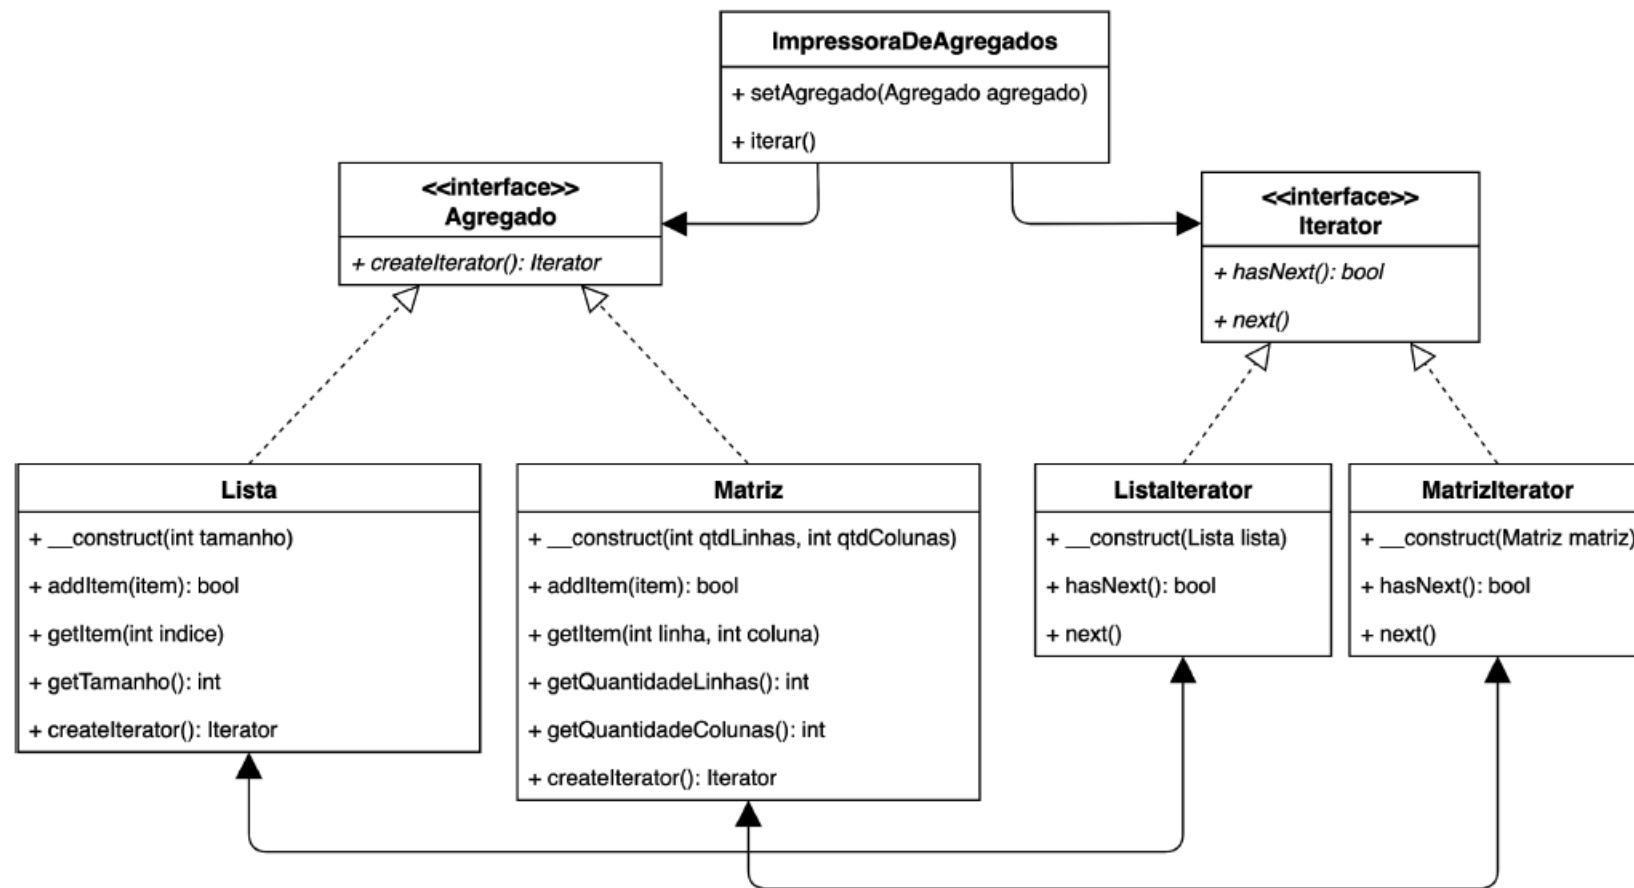 ImpressoraDeAgregados
+ setAgregado(Agregado agregado)
+ iterar()
<<interface>>
Agregado
+ createIterator(): Iterator
<<interface>>
Iterator
+ hasNext(): bool
+ next()
Lista
+ __construct(int tamanho)
+ addItem(item): bool
+ getItem(int indice)
+ getTamanho(): int
+ createIterator(): Iterator
Matriz
+ __construct(int qtdLinhas, int qtdColunas)
+ addItem(item): bool
+ getItem(int linha, int coluna)
+ getQuantidadeLinhas(): int
+ getQuantidadeColunas(): int
+ createIterator(): Iterator
ListaIterator
+ __construct(Lista lista)
+ hasNext(): bool
+ next()
MatrizIterator
+ __construct(Matriz matriz)
+ hasNext(): bool
+ next()